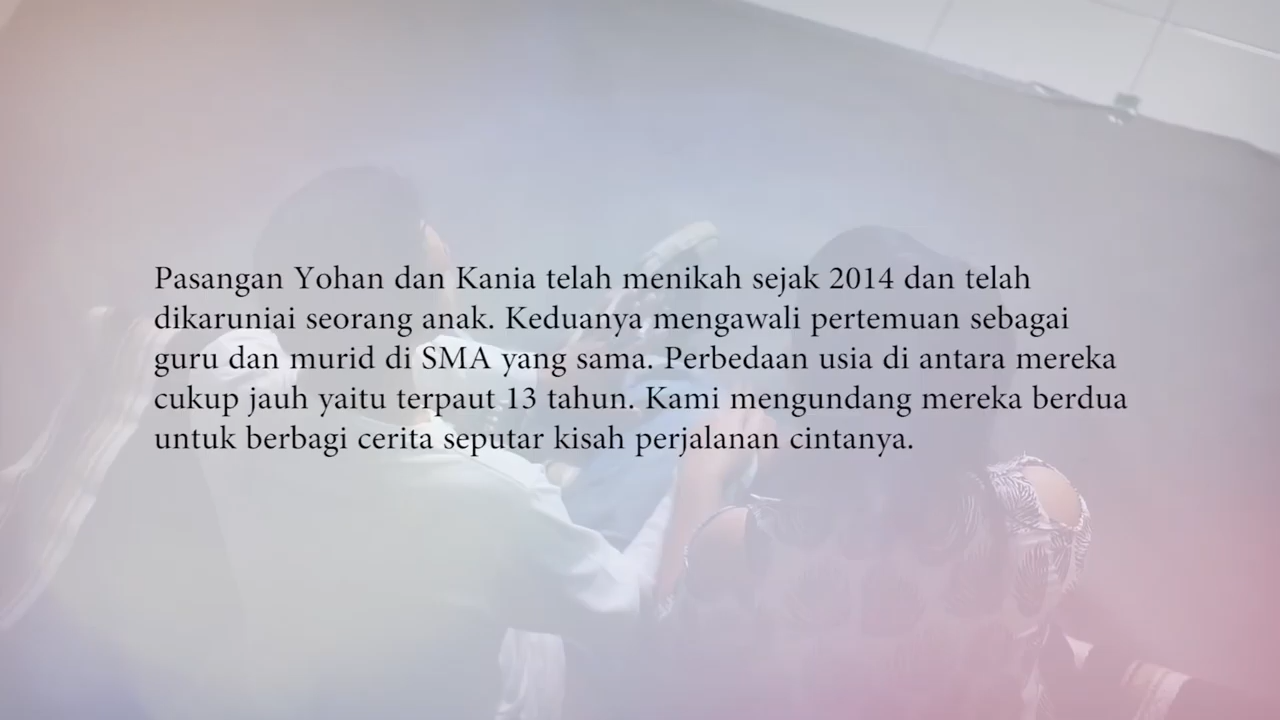 Pasangan Yohan dan Kania telah menikah sejak 2014 dan telah
dikaruniai seorang anak. Keduanya mengawali pertemuan sebagai
guru dan murid di SMA yang sama. Perbedaan usia di antara mereka
cukup jauh yaitu terpaut 13 tahun. Kami mengundang mereka berdua
untuk berbagi cerita seputar kisah perjalanan cintanya.